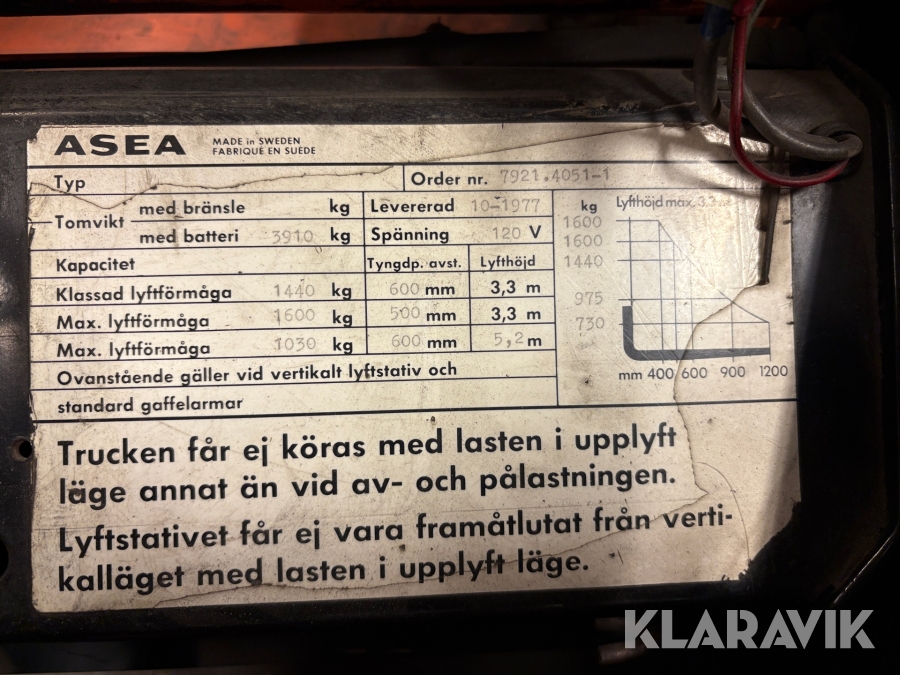 ASEA MADE in SWEDEN
FABRIQUE EN SUÈDE
Typ Order nr. 7921.4051-1
Tomvikt med bränsle kg Levererad 10-1977
med batteri 3910 kg Spänning 120 V
Kapacitet Tyngdp. avst. Lyfthöjd
Klassad lyftförmåga 1440 kg 600 mm 3,3 m
Max. lyftförmåga 1600 kg 500 mm 3,3 m
Max. lyftförmåga 1030 kg 600 mm 5,2 m
Ovanstående gäller vid vertikalt lyftstativ och
standard gaffelarmar
kg Lyfthöjd max. 3,3 m
1600
1600
1440
975
730
mm 400 600 900 1200
Trucken får ej köras med lasten i upplyft
läge annat än vid av- och pålastningen.
Lyftstativet får ej vara framåtlutat från verti-
kalläget med lasten i upplyft läge.
KLARAVIK